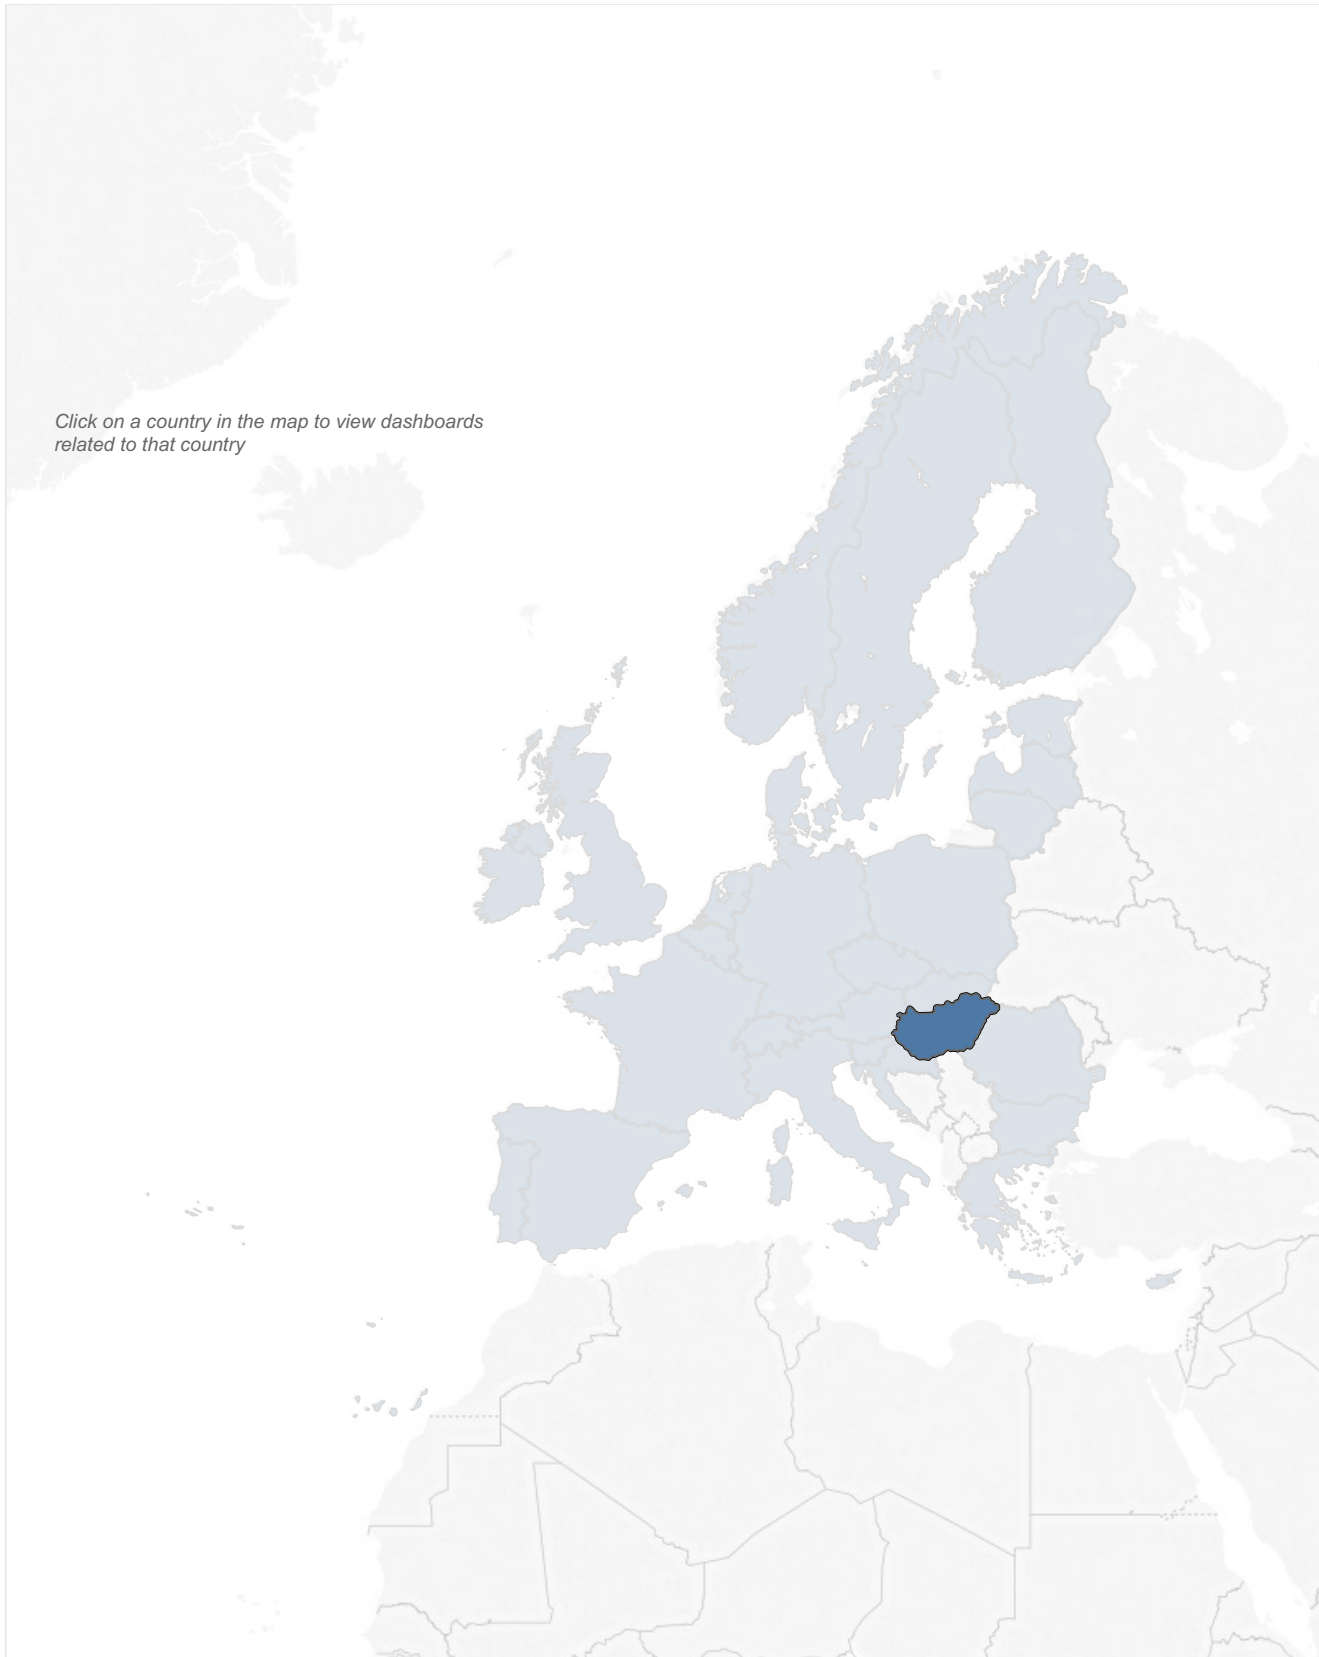 Click on a country in the map to view dashboards
related to that country